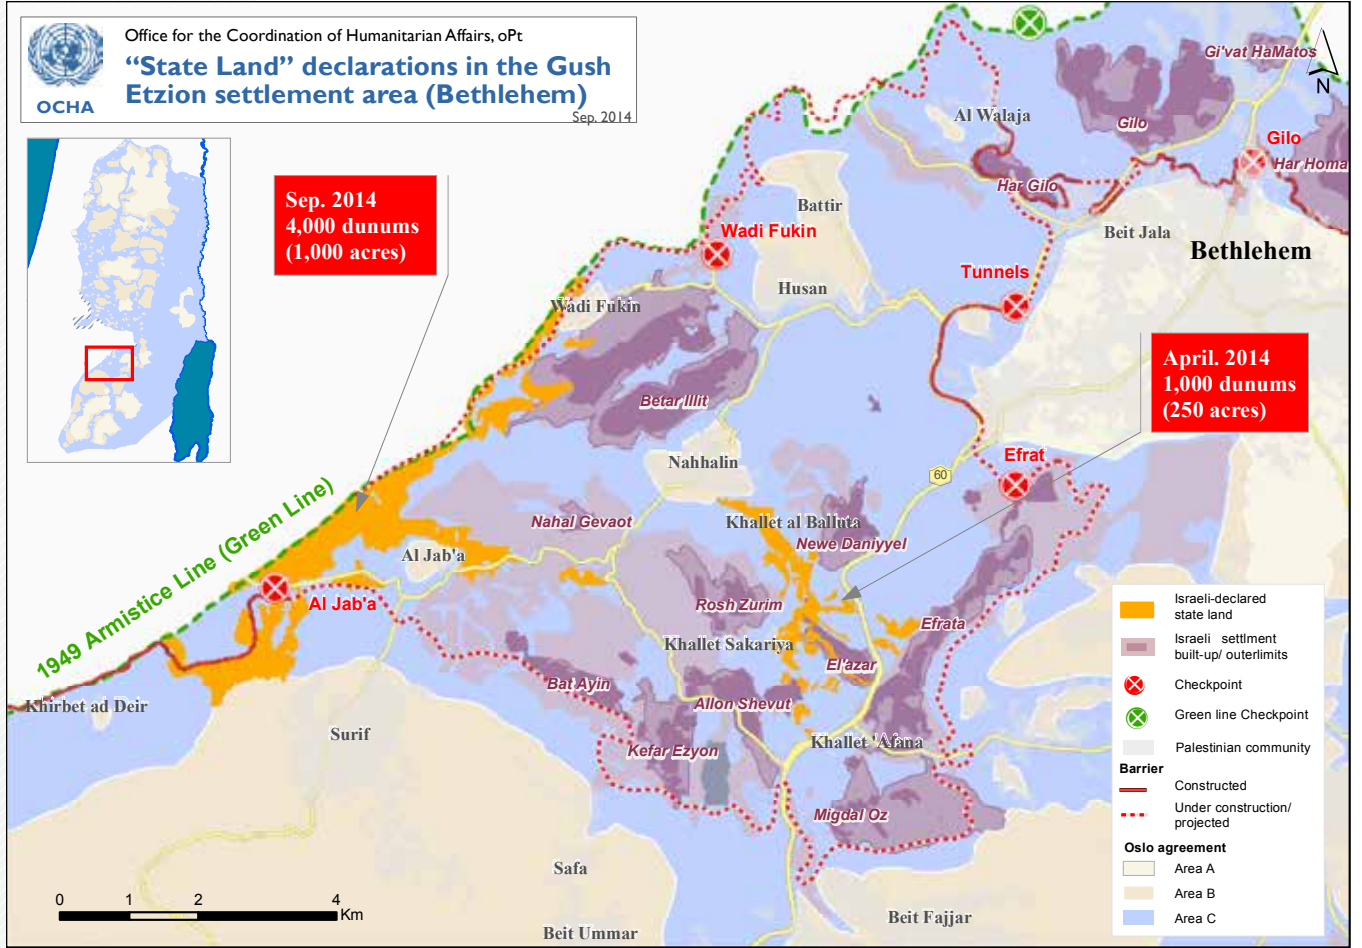 Office for the Coordination of Humanitarian Affairs, oPt
“State Land” declarations in the Gush
Etzion settlement area (Bethlehem)
OCHA
Sep. 2014
Gi'vat HaMatos
N
Al Walaja
Gilo
Gilo
Har Homa
Har Gilo
Sep. 2014
4,000 dunums
(1,000 acres)
Battir
Wadi Fukin
Beit Jala
Bethlehem
Tunnels
Husan
Wadi Fukin
April. 2014
1,000 dunums
(250 acres)
Betar Illit
Efrat
Nahhalin
60
1949 Armistice Line (Green Line)
Nahal Gevaot
Khallet al Balluta
Newe Daniyyel
Al Jab'a
Al Jab'a
Rosh Zurim
Efrata
Khallet Sakariya
El'azar
Bat Ayin
Allon Shevut
Khirbet ad Deir
Surif
Khallet 'Afana
Kefar Ezyon
Migdal Oz
Safa
Beit Fajjar
Beit Ummar
0 1 2 4
Km
Israeli-declared
state land
Israeli settlment
built-up/ outerlimits
Checkpoint
Green line Checkpoint
Palestinian community
Barrier
Constructed
Under construction/
projected
Oslo agreement
Area A
Area B
Area C